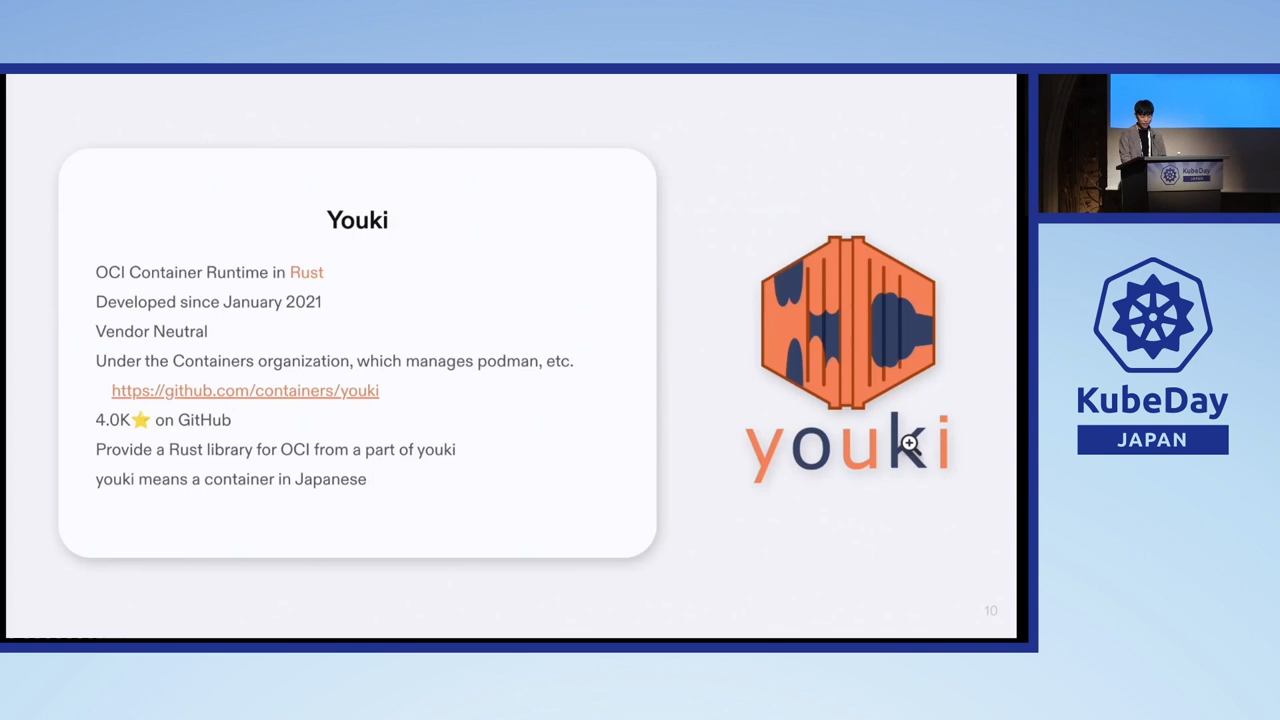 Youki
OCI Container Runtime in Rust
Developed since January 2021
Vendor Neutral
Under the Containers organization, which manages podman, etc.
https://github.com/containers/youki
4.0K⭐ on GitHub
Provide a Rust library for OCI from a part of youki
youki means a container in Japanese
youki
10
KubeDay
JAPAN
KubeDay
JAPAN